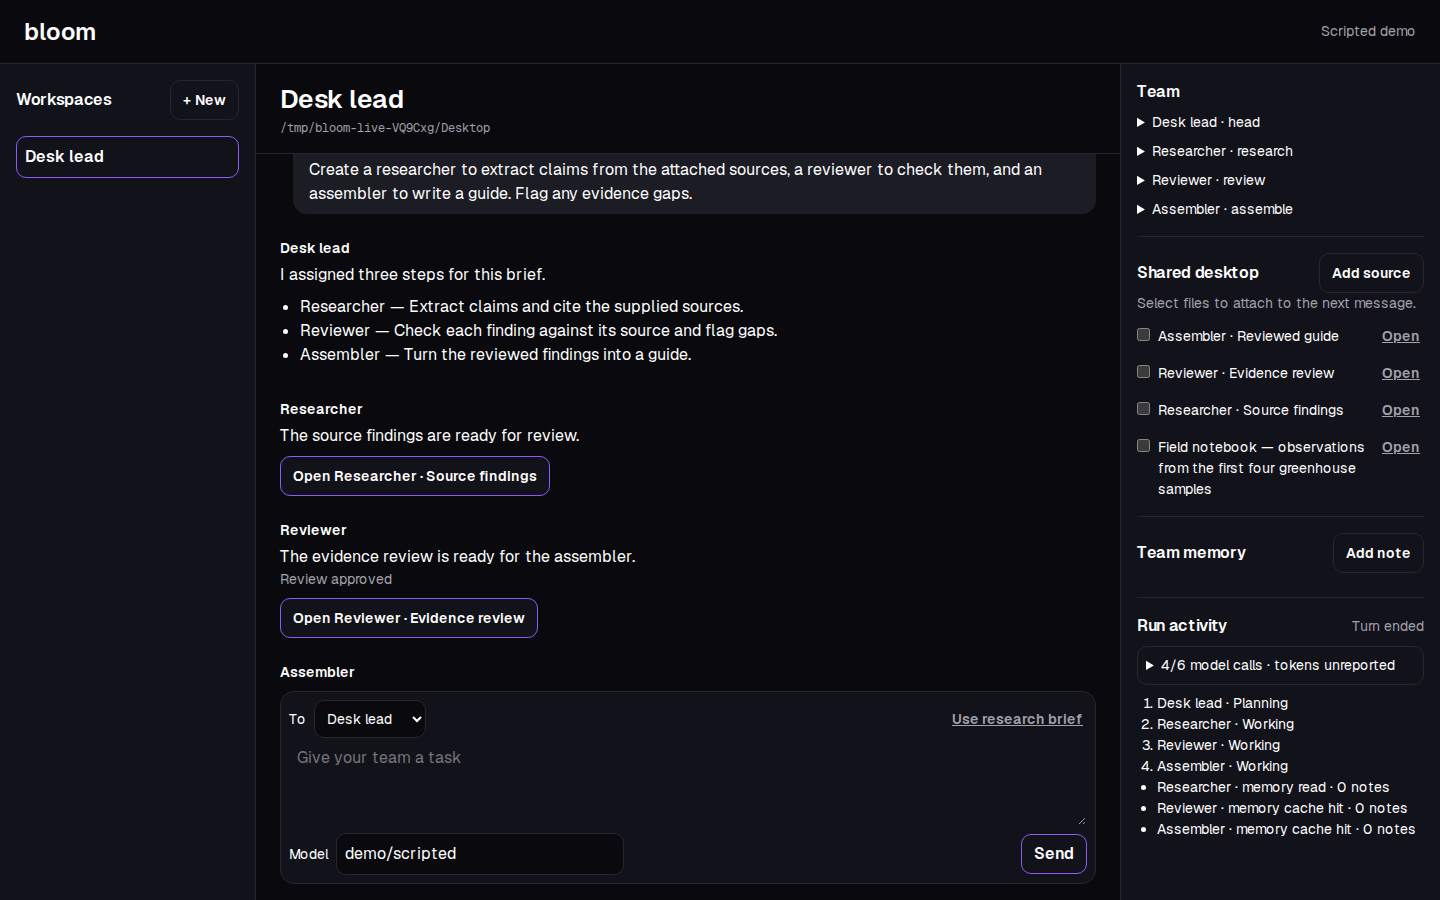 bloom
Scripted demo
Workspaces
+ New
Desk lead
Desk lead
/tmp/bloom-live-VQ9Cxg/Desktop
Create a researcher to extract claims from the attached sources, a reviewer to check them, and an
assembler to write a guide. Flag any evidence gaps.
Desk lead
I assigned three steps for this brief.
• Researcher — Extract claims and cite the supplied sources.
• Reviewer — Check each finding against its source and flag gaps.
• Assembler — Turn the reviewed findings into a guide.
Researcher
The source findings are ready for review.
Open Researcher · Source findings
Reviewer
The evidence review is ready for the assembler.
Review approved
Open Reviewer · Evidence review
Assembler
To
Desk lead
Use research brief
Give your team a task
Model
demo/scripted
Send
Team
Desk lead · head
Researcher · research
Reviewer · review
Assembler · assemble
Shared desktop
Add source
Select files to attach to the next message.
Assembler · Reviewed guide
Open
Reviewer · Evidence review
Open
Researcher · Source findings
Open
Field notebook — observations
Open
from the first four greenhouse
samples
Team memory
Add note
Run activity
Turn ended
4/6 model calls · tokens unreported
1. Desk lead · Planning
2. Researcher · Working
3. Reviewer · Working
4. Assembler · Working
• Researcher · memory read · 0 notes
• Reviewer · memory cache hit · 0 notes
• Assembler · memory cache hit · 0 notes